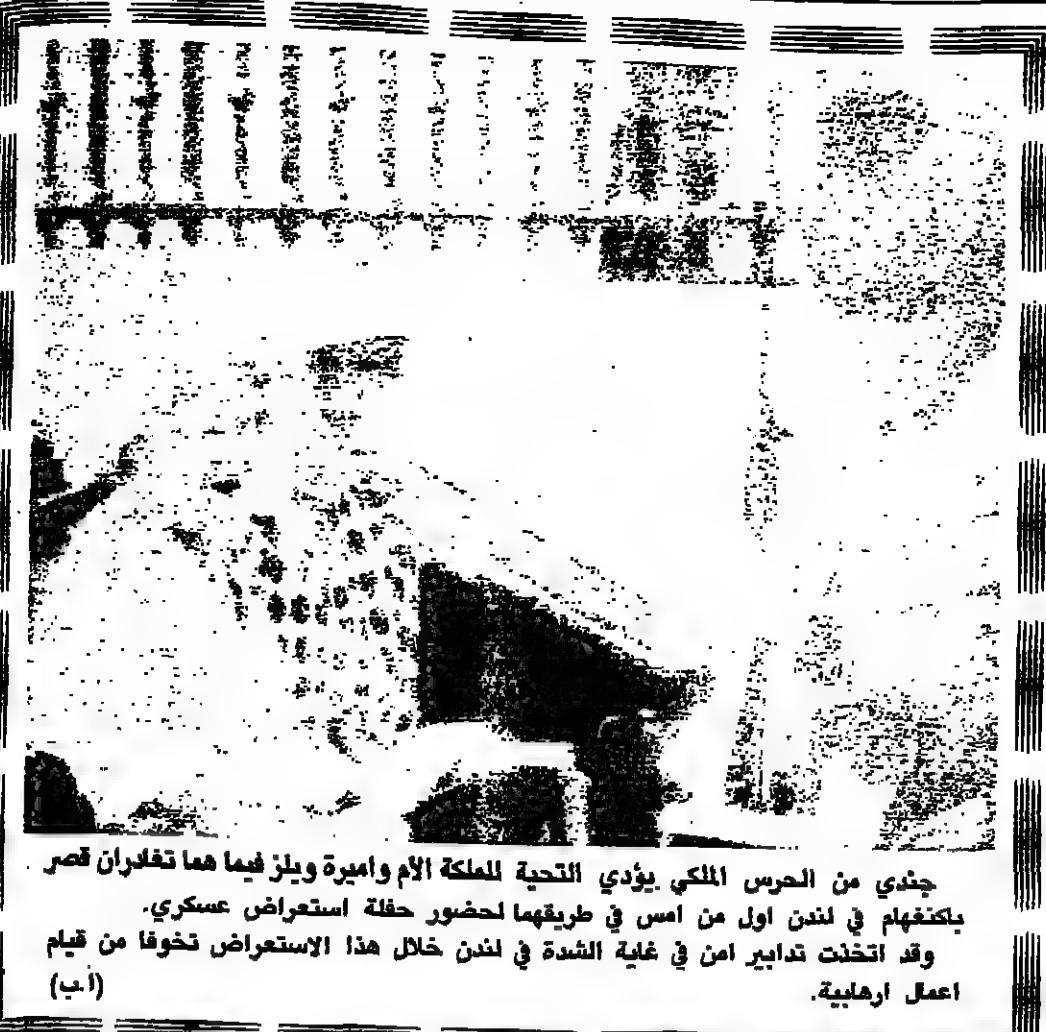 جندي من الحرس الملكي يؤدي التحية للملكة الأم واميرة ويلز فيما هما تغادران قصر
باكنغهام في لندن اول من امس في طريقهما لحضور حفلة استعراض عسكري.
وقد اتخذت تدابير امن في غاية الشدة في لندن خلال هذا الاستعراض تخوفا من قيام
اعمال ارهابية. (أ.ب)